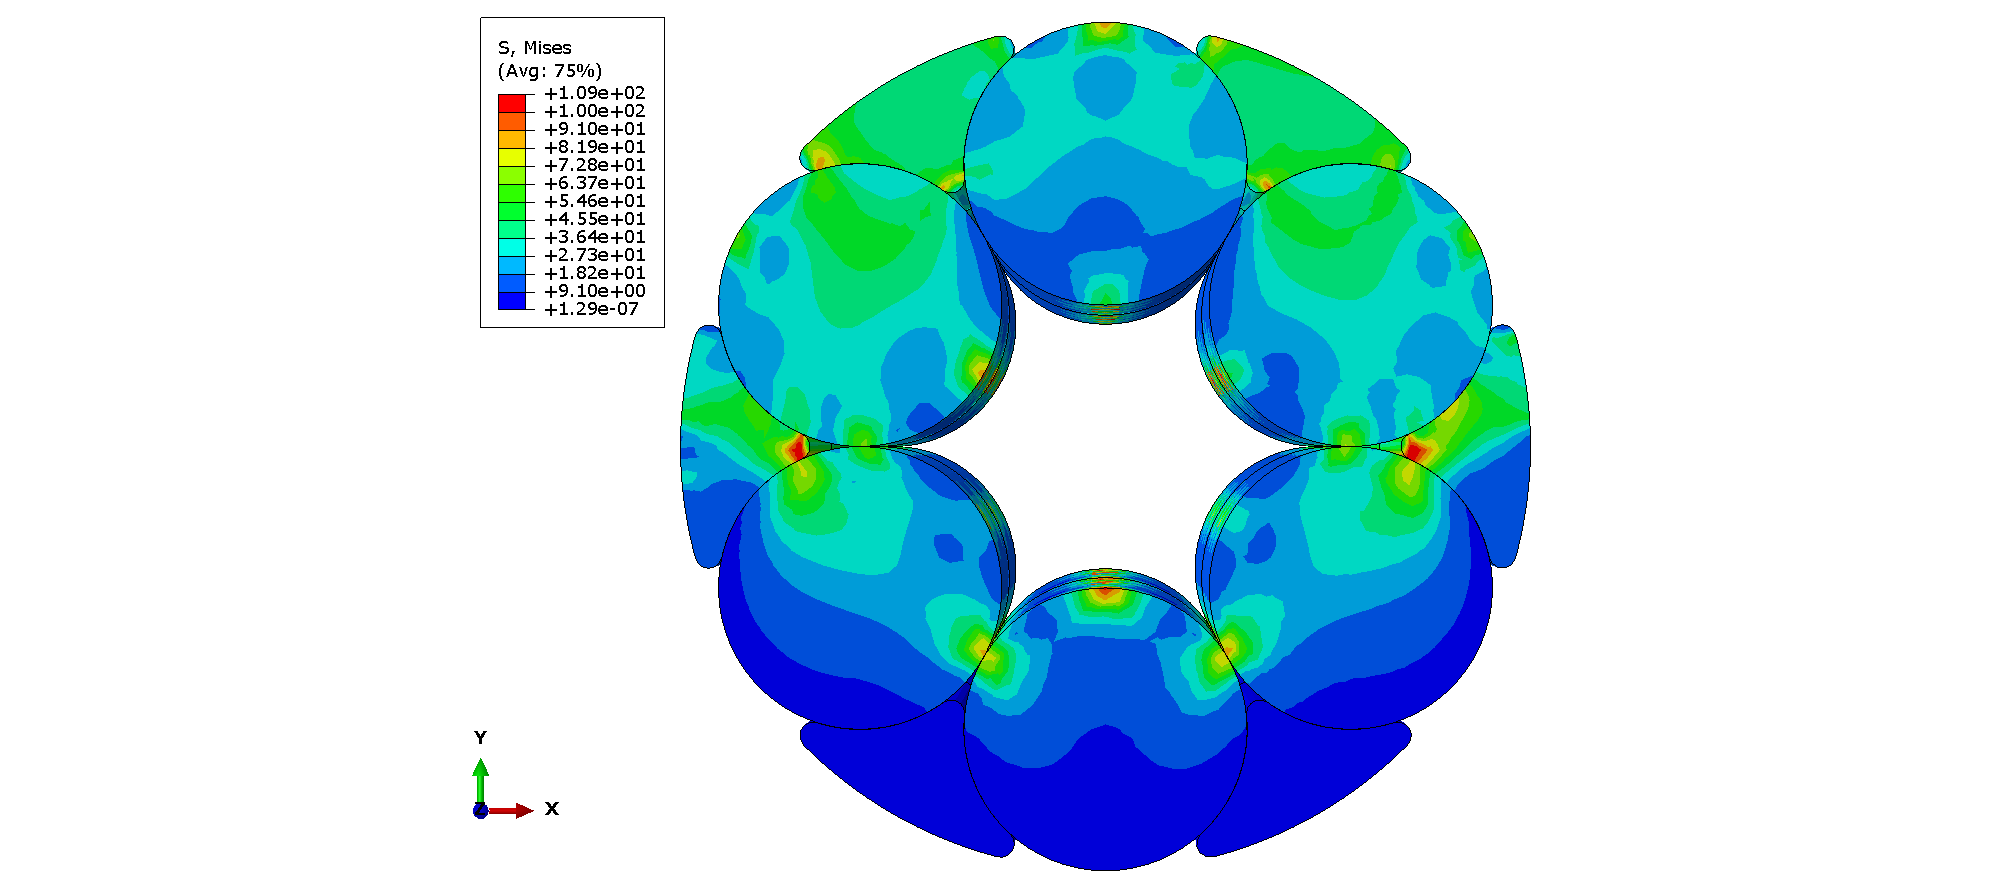 S, Mises
(Avg: 75%)
+1.09e+02
+1.00e+02
+9.10e+01
+8.19e+01
+7.28e+01
+6.37e+01
+5.46e+01
+4.55e+01
+3.64e+01
+2.73e+01
+1.82e+01
+9.10e+00
+1.29e-07
Y
Z
X